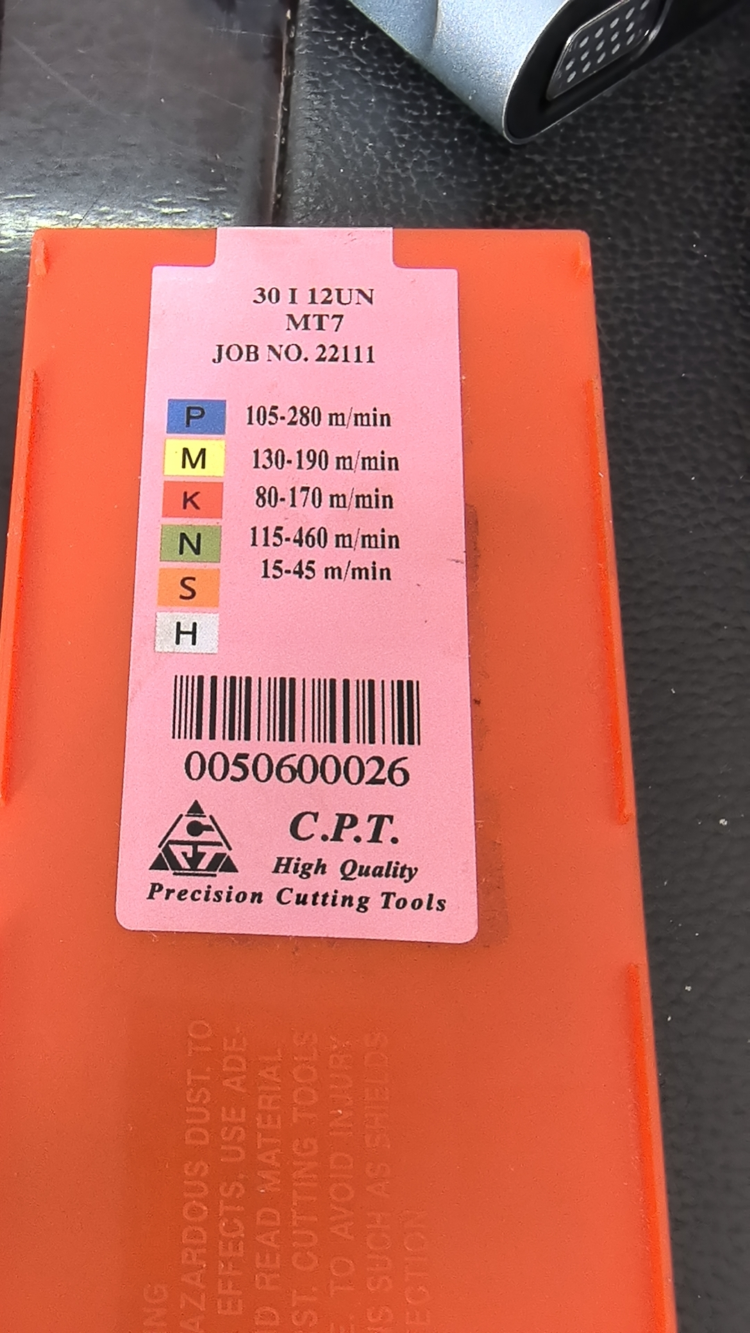 30 I 12UN
MT7
JOB NO. 22111
P 105-280 m/min
M 130-190 m/min
K 80-170 m/min
N 115-460 m/min
S 15-45 m/min
H
0050600026
C.P.T.
High Quality
Precision Cutting Tools
AZARDOUS DUST. TO
EFFECTS. USE ADE-
READ MATERIAL
CUTTING TOOLS
TO AVOID INJURY
SUCH AS SHIELDS